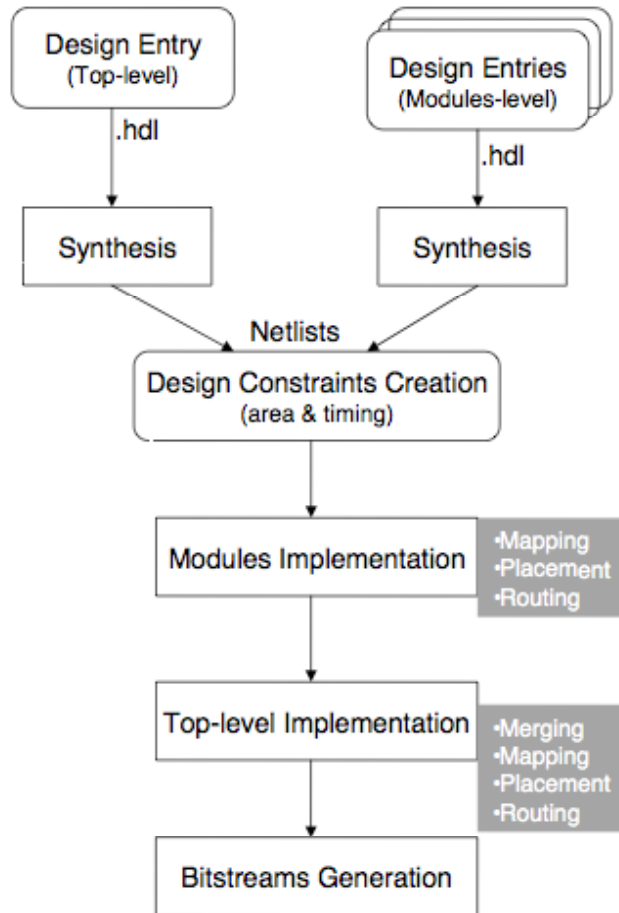 Design Entry
(Top-level)
Design Entries
(Modules-level)
.hdl
.hdl
Synthesis
Synthesis
Netlists
Design Constraints Creation
(area & timing)
Modules Implementation
•Mapping
•Placement
•Routing
Top-level Implementation
•Merging
•Mapping
•Placement
•Routing
Bitstreams Generation